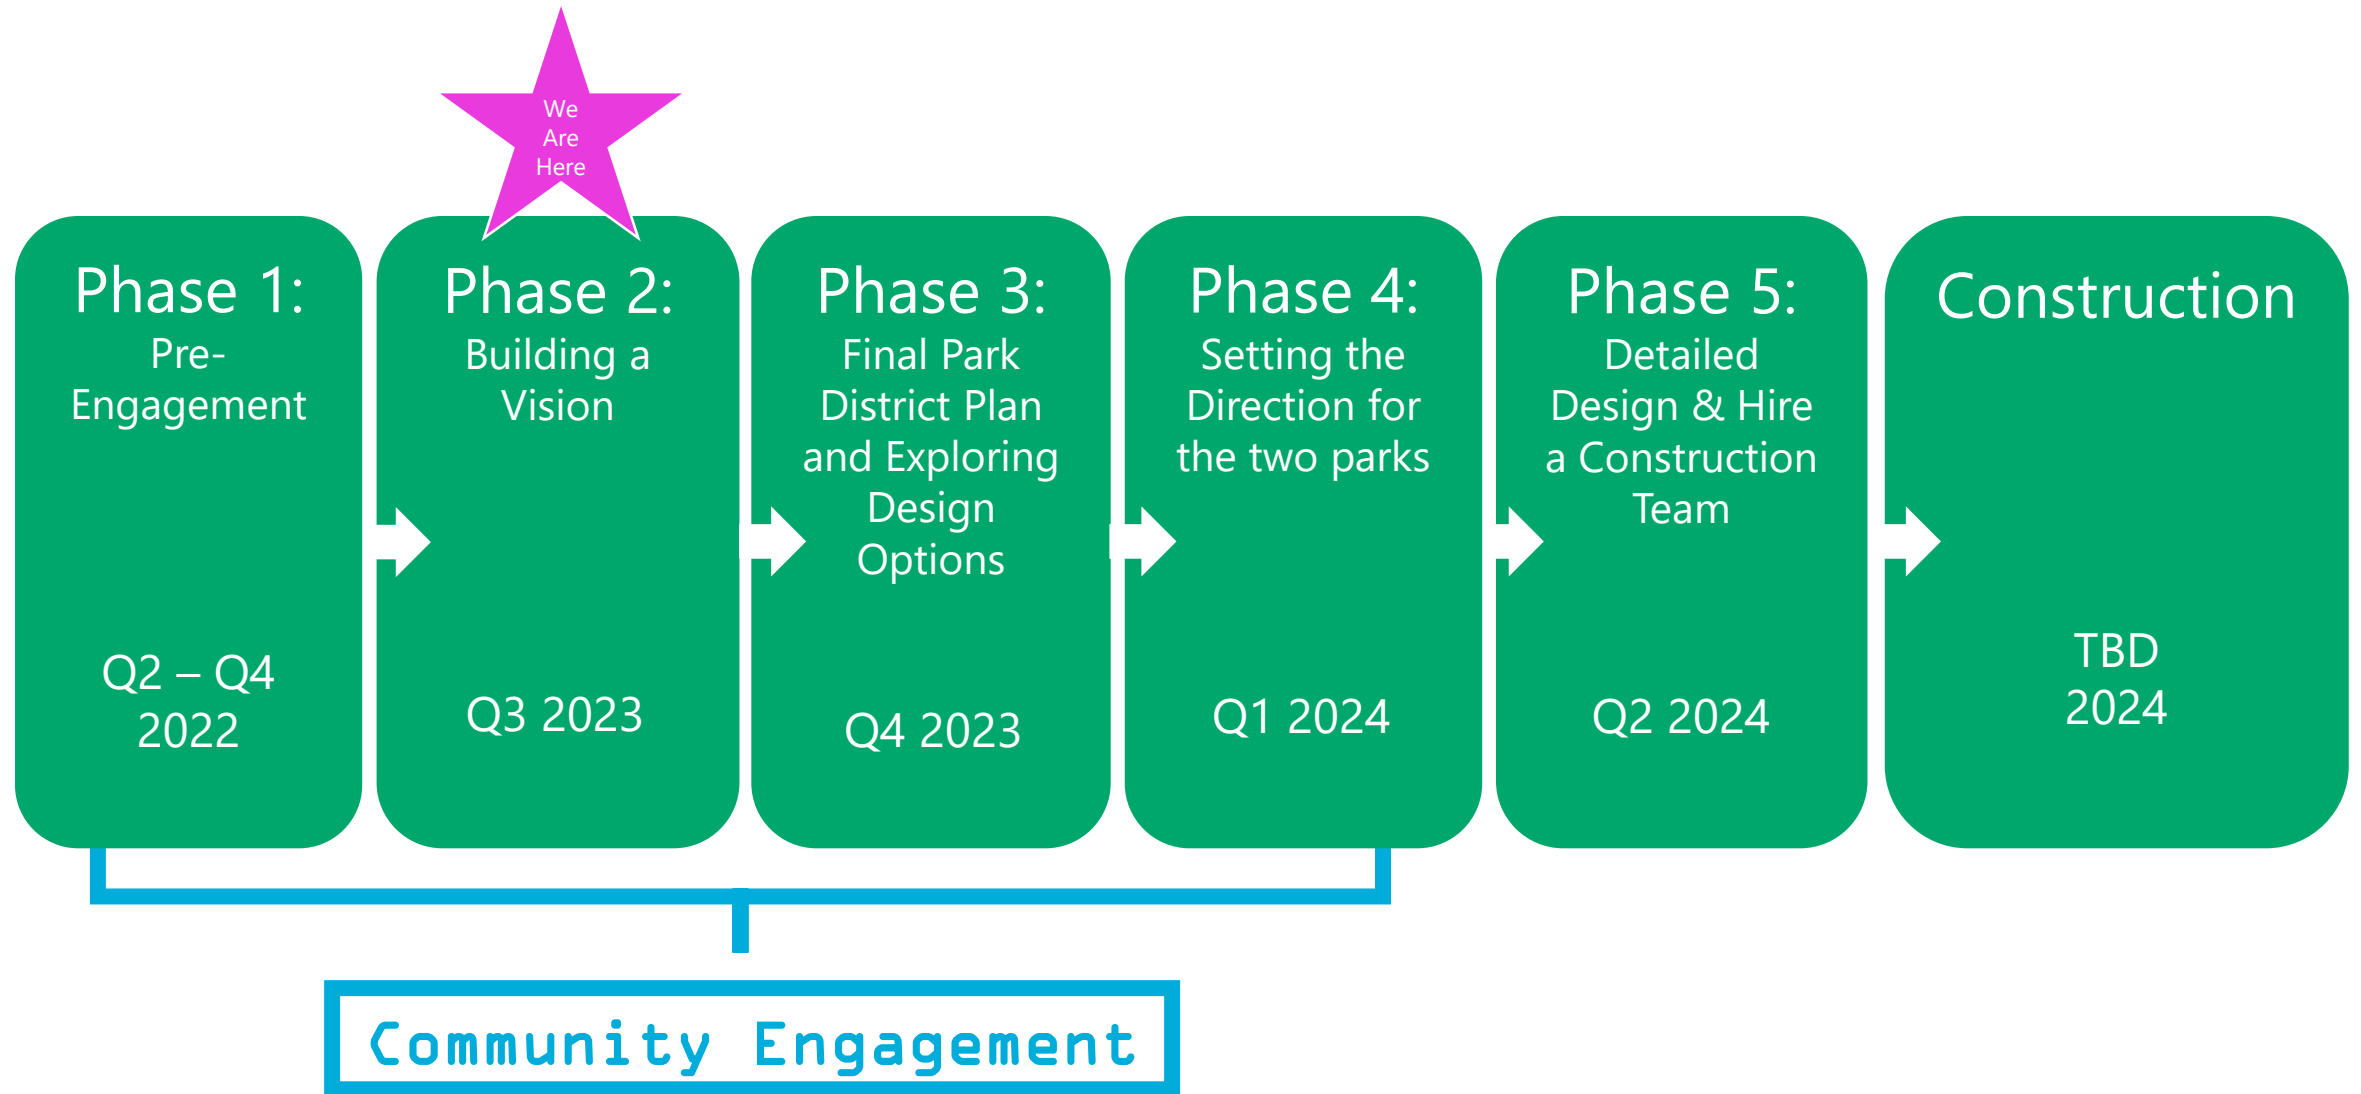 We
Are
Here
Phase 1:
Pre-
Engagement
Q2 – Q4
2022
Phase 2:
Building a
Vision
Q3 2023
Phase 3:
Final Park
District Plan
and Exploring
Design
Options
Q4 2023
Phase 4:
Setting the
Direction for
the two parks
Q1 2024
Phase 5:
Detailed
Design & Hire
a Construction
Team
Q2 2024
Construction
TBD
2024
Community Engagement